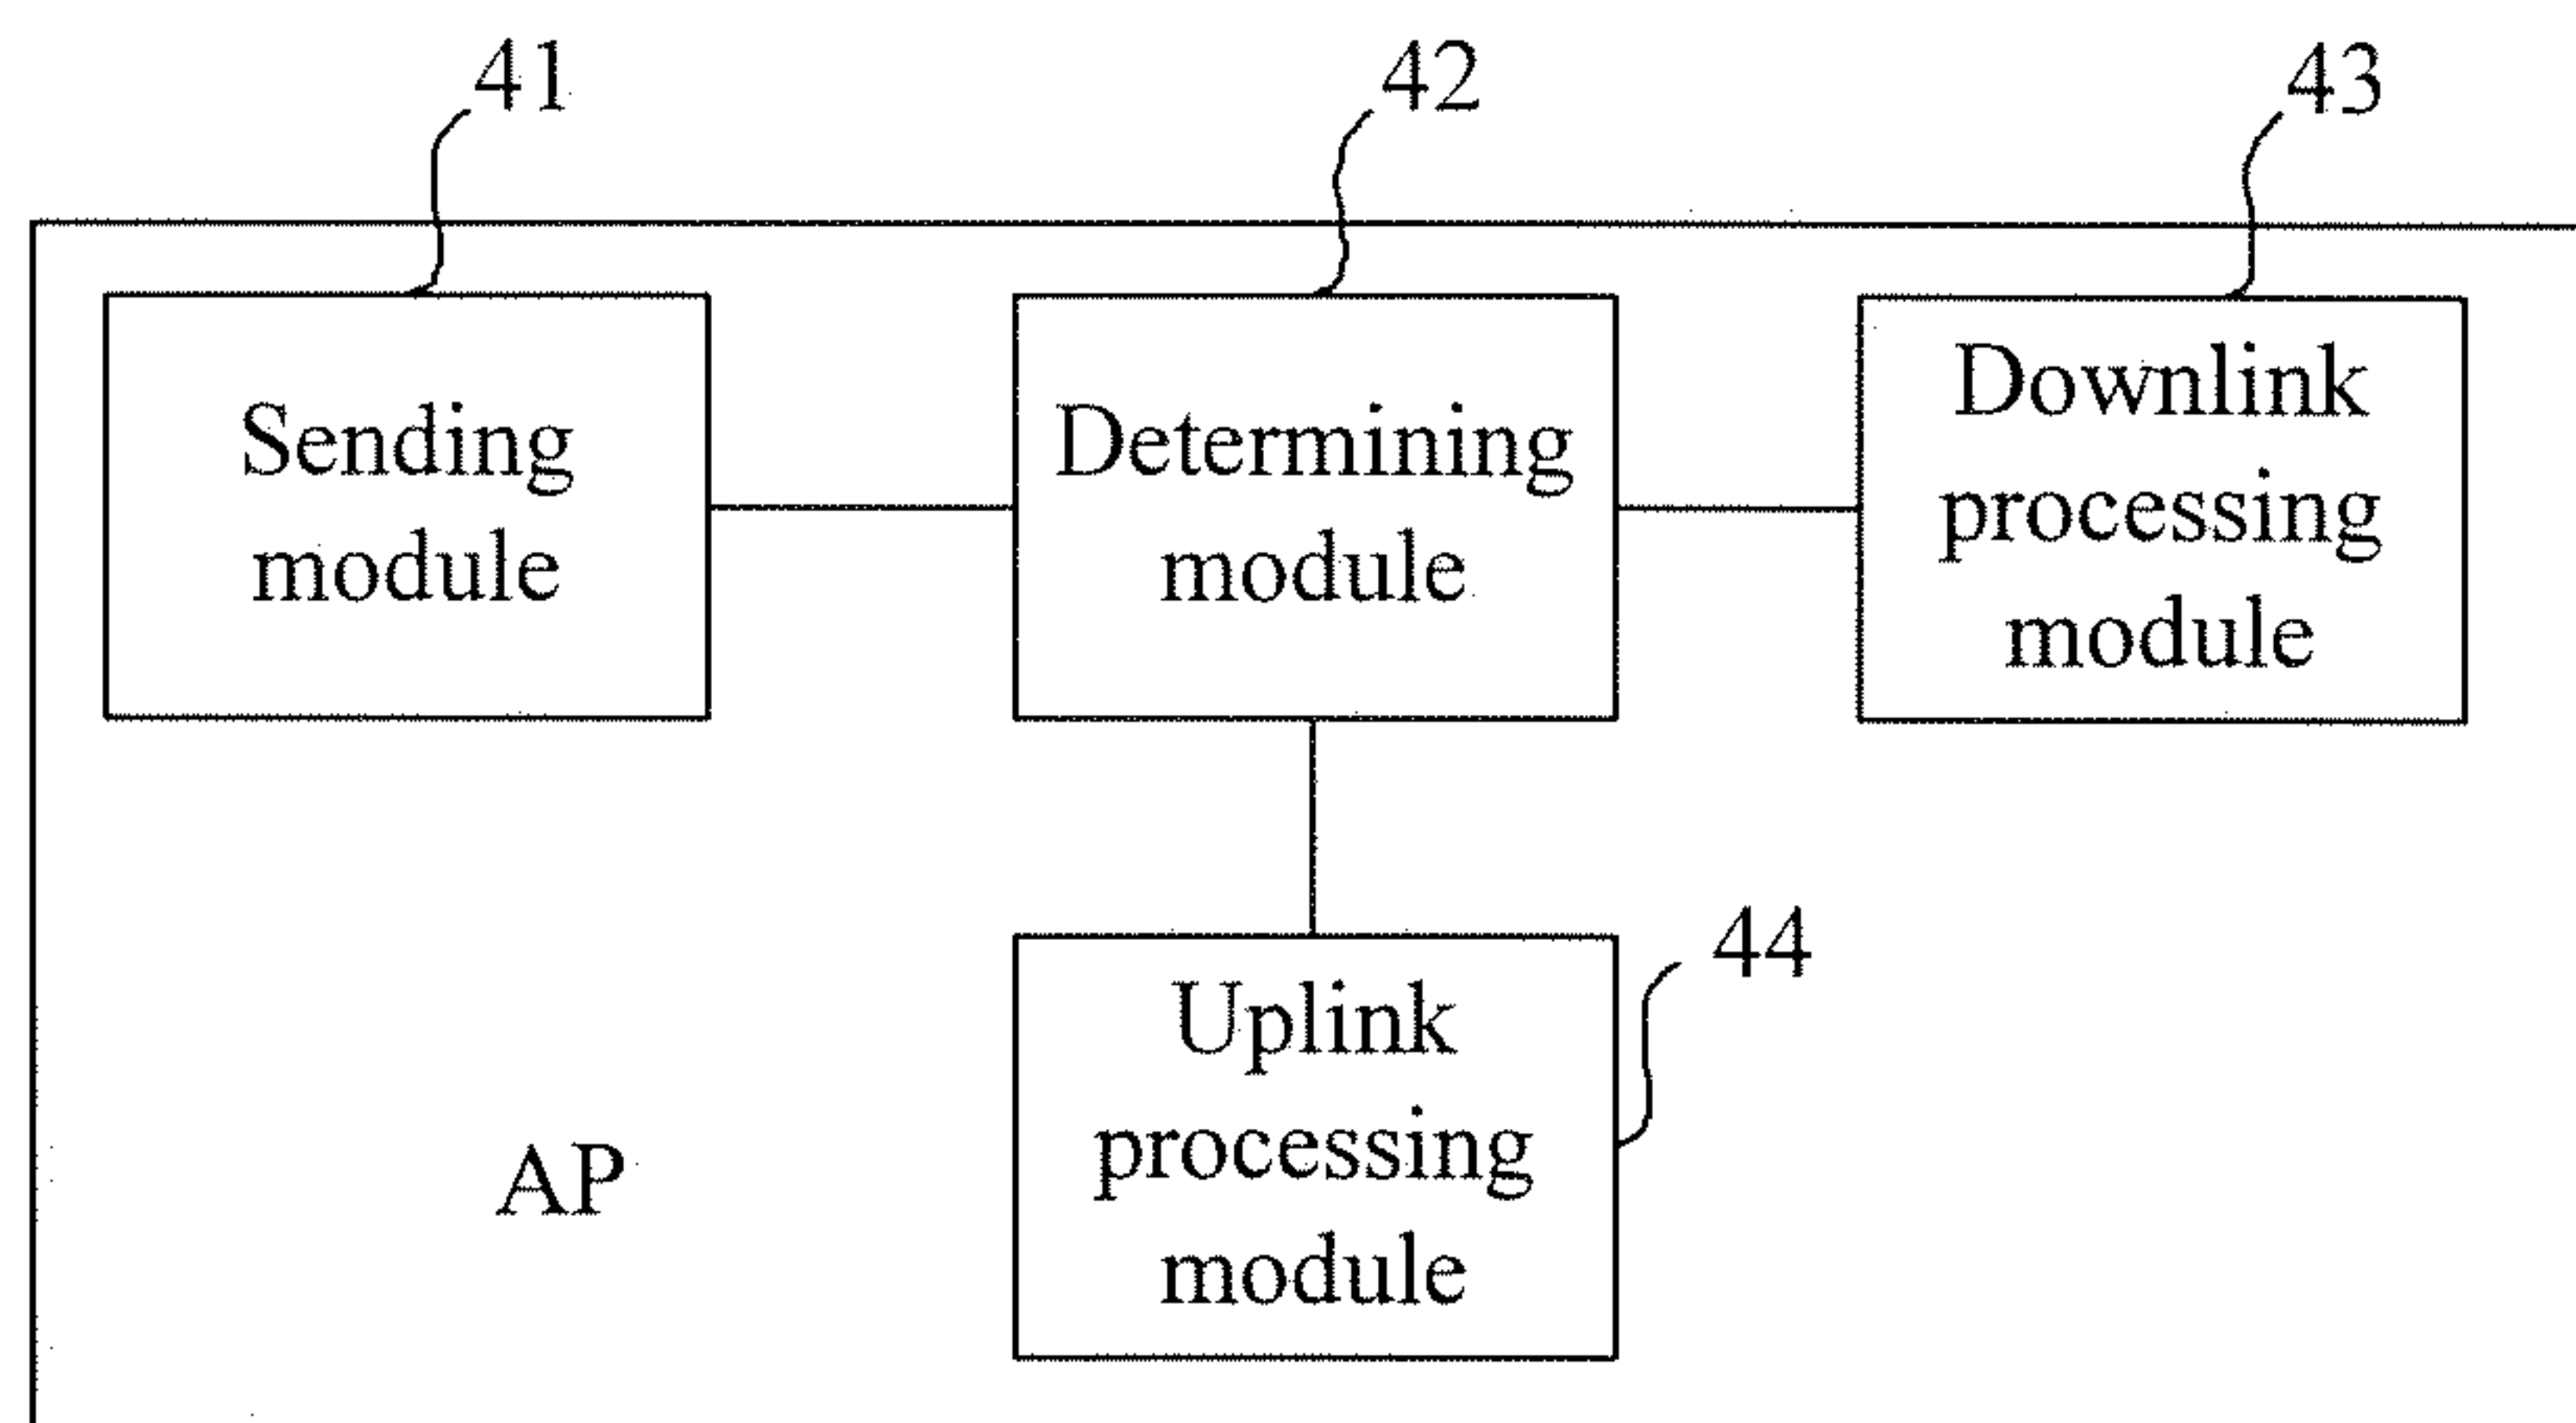 41
42
43
Sending
module
Determining
module
Downlink
processing
module
44
Uplink
processing
module
AP